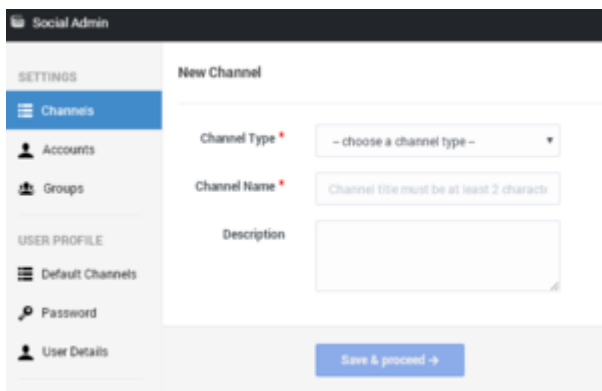 Social Admin
SETTINGS
Channels
Accounts
Groups
USER PROFILE
Default Channels
Password
User Details
New Channel
Channel Type *
-- choose a channel type --
Channel Name *
Channel title must be at least 2 characte
Description
Save & proceed →